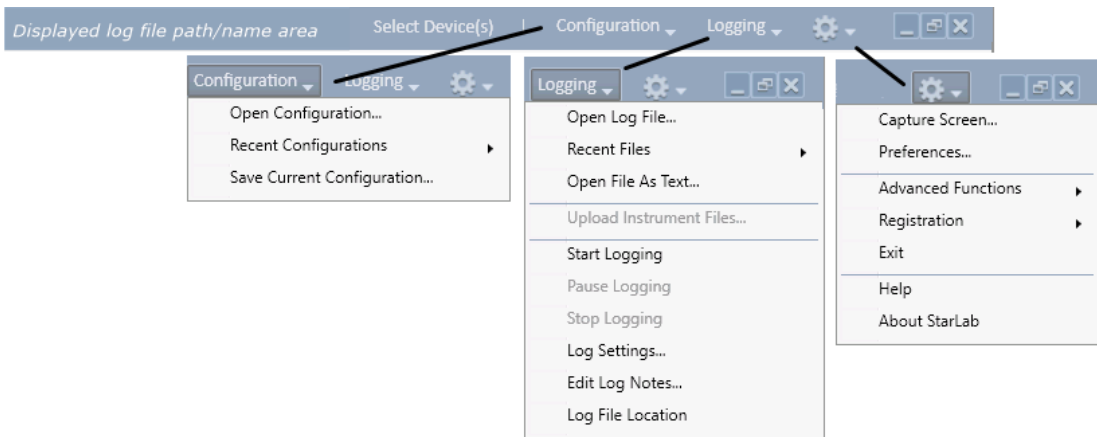 Displayed log file path/name area Select Device(s) | Configuration Logging
Configuration Logging
Open Configuration...
Recent Configurations
Save Current Configuration...
Logging
Open Log File...
Recent Files
Open File As Text...
Upload Instrument Files...
Start Logging
Pause Logging
Stop Logging
Log Settings...
Edit Log Notes...
Log File Location
Capture Screen...
Preferences...
Advanced Functions
Registration
Exit
Help
About StarLab